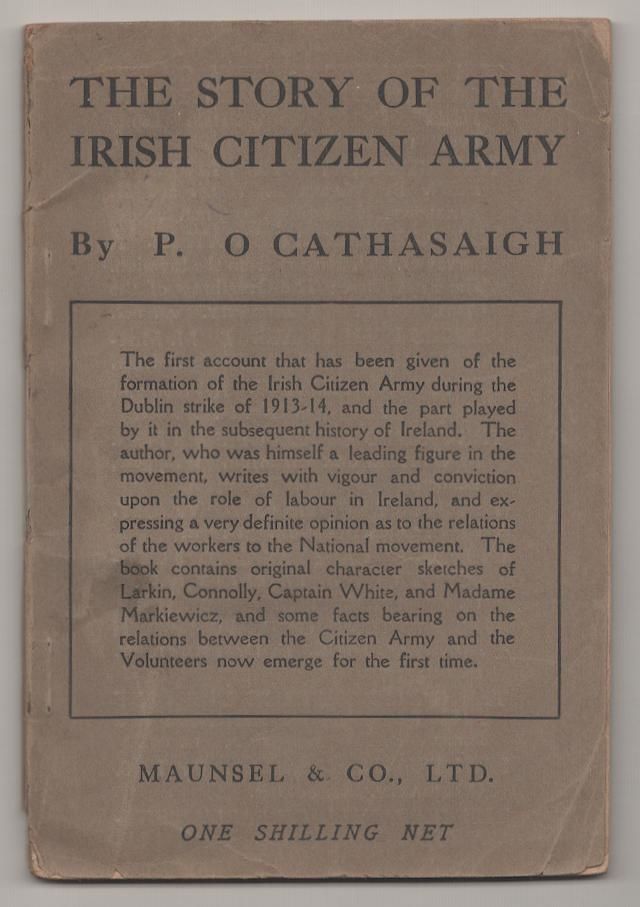 THE STORY OF THE
IRISH CITIZEN ARMY
By P. O CATHASAIGH
The first account that has been given of the
formation of the Irish Citizen Army during the
Dublin strike of 1913-14, and the part played
by it in the subsequent history of Ireland. The
author, who was himself a leading figure in the
movement, writes with vigour and conviction
upon the role of labour in Ireland, and ex-
pressing a very definite opinion as to the relations
of the workers to the National movement. The
book contains original character sketches of
Larkin, Connolly, Captain White, and Madame
Markiewicz, and some facts bearing on the
relations between the Citizen Army and the
Volunteers now emerge for the first time.
MAUNSEL & CO., LTD.
ONE SHILLING NET